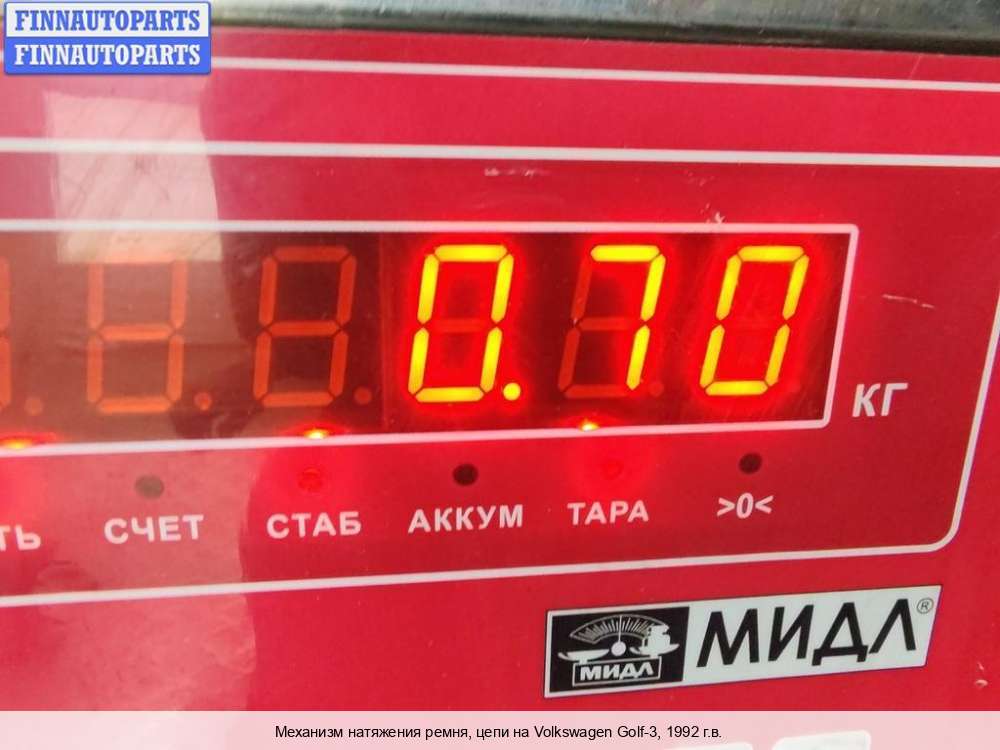 FINNAUTOPARTS
FINNAUTOPARTS
0.70
КГ
СЧЕТ СТАБ АККУМ ТАРА >0<
МИДЛ МИДЛ®
Механизм натяжения ремня, цепи на Volkswagen Golf-3, 1992 г.в.